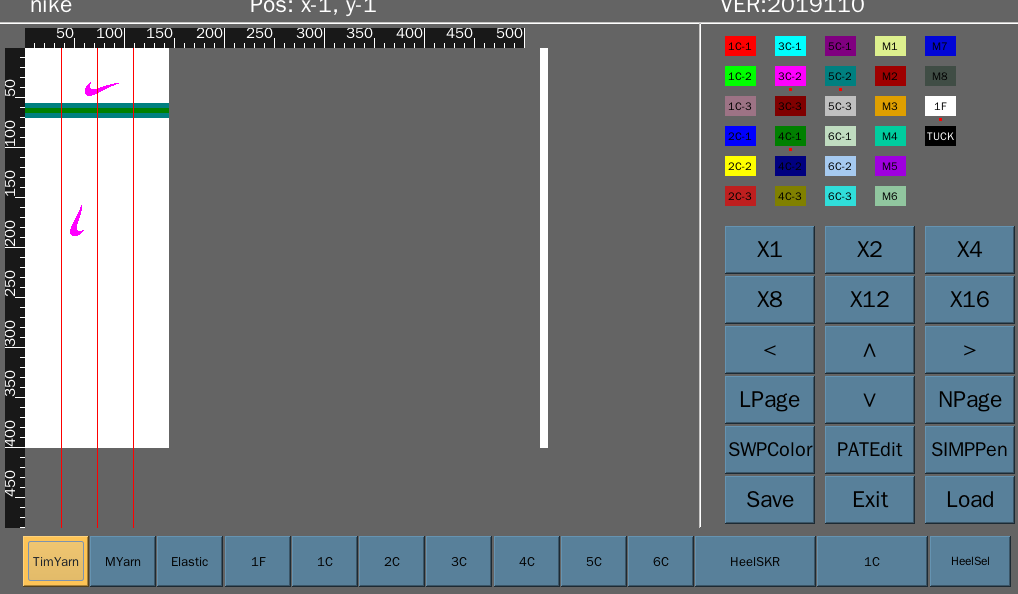 nike Pos: x-1, y-1 VER:2019110
50 100 150 200 250 300 350 400 450 500
50
100
150
200
250
300
350
400
450
1C-1 3C-1 5C-1 M1 M7
1C-2 3C-2 5C-2 M2 M8
1C-3 3C-3 5C-3 M3 1F
2C-1 4C-1 6C-1 M4 TUCK
2C-2 4C-2 6C-2 M5
2C-3 4C-3 6C-3 M6
X1 X2 X4
X8 X12 X16
< ∧ >
LPage ∨ NPage
SWPColor PATEdit SIMPPen
Save Exit Load
TimYarn MYarn Elastic 1F 1C 2C 3C 4C 5C 6C HeelSKR 1C HeelSel